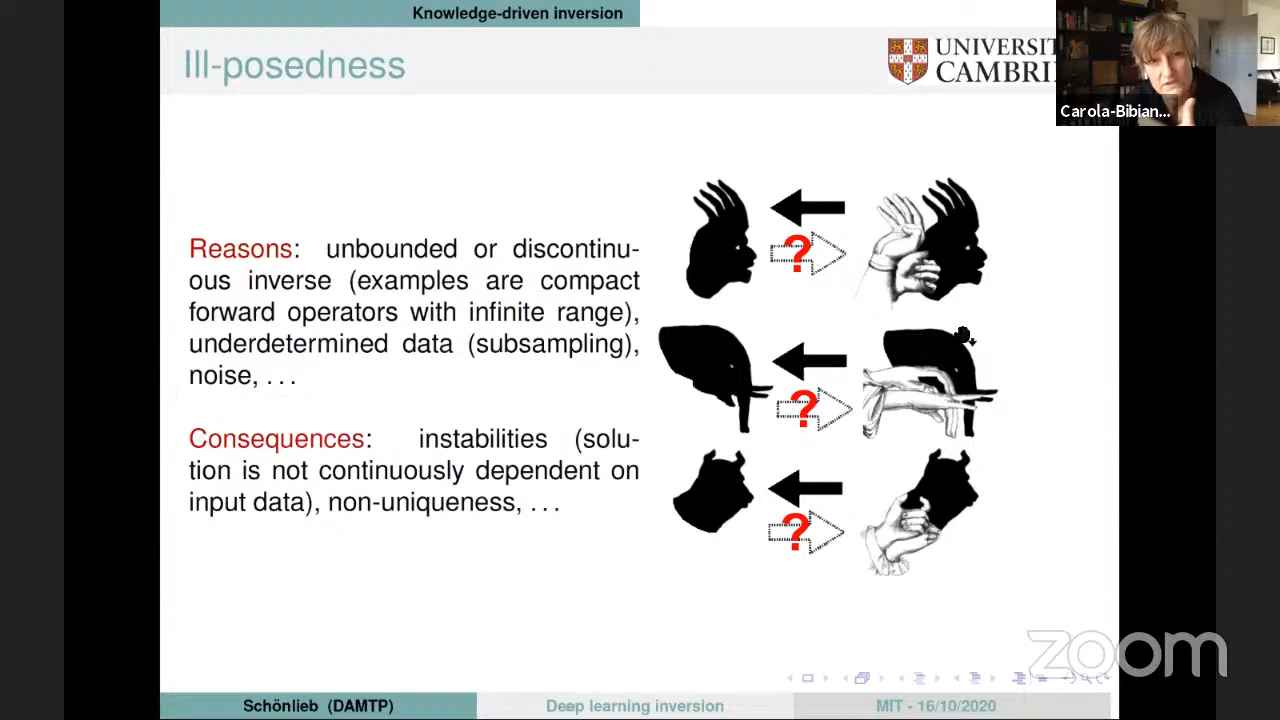 Knowledge-driven inversion
Ill-posedness
UNIVERSIT
CAMBRI
Carola-Bibian...
Reasons: unbounded or discontinu-
ous inverse (examples are compact
forward operators with infinite range),
underdetermined data (subsampling),
noise, . . .
Consequences: instabilities (solu-
tion is not continuously dependent on
input data), non-uniqueness, . . .
?
?
?
zoom
Schönlieb (DAMTP)
Deep learning inversion
MIT - 16/10/2020